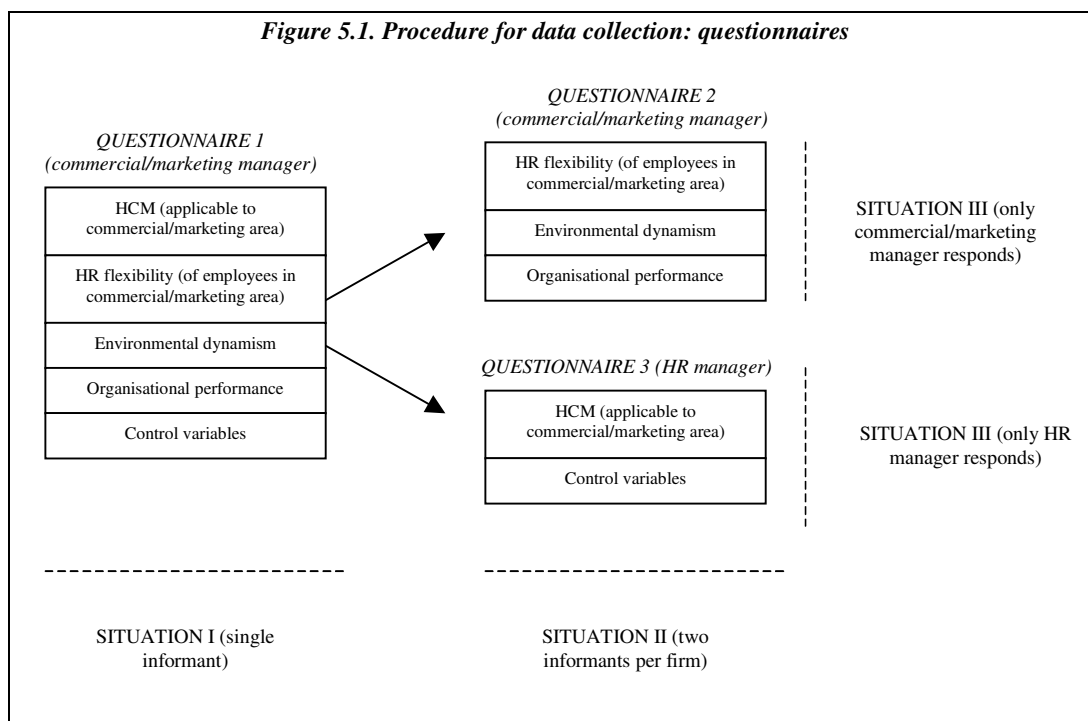 Figure 5.1. Procedure for data collection: questionnaires
QUESTIONNAIRE 1
(commercial/marketing manager)
HCM (applicable to
commercial/marketing area)
HR flexibility (of employees in
commercial/marketing area)
Environmental dynamism
Organisational performance
Control variables
QUESTIONNAIRE 2
(commercial/marketing manager)
HR flexibility (of employees in
commercial/marketing area)
Environmental dynamism
Organisational performance
SITUATION III (only
commercial/marketing
manager responds)
QUESTIONNAIRE 3 (HR manager)
HCM (applicable to
commercial/marketing area)
Control variables
SITUATION III (only HR
manager responds)
SITUATION I (single
informant)
SITUATION II (two
informants per firm)